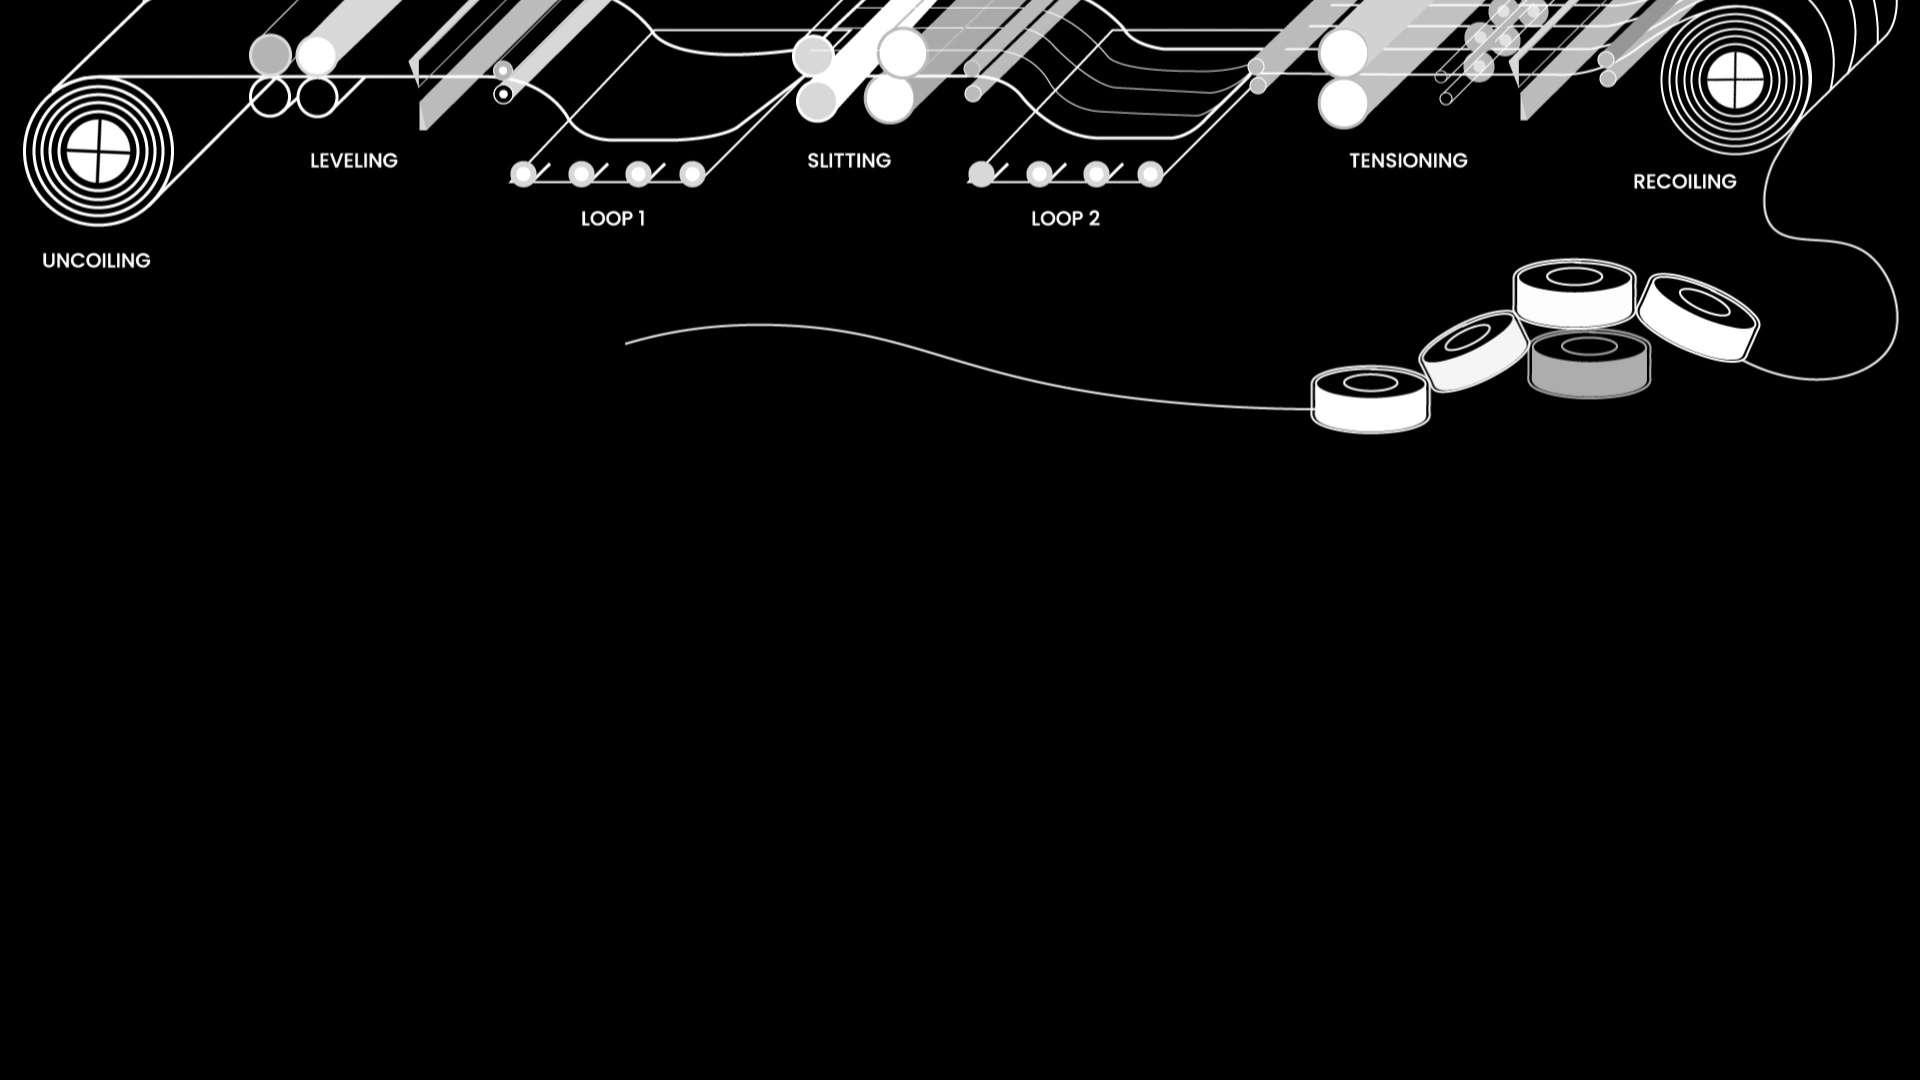 LEVELING
SLITTING
TENSIONING
RECOILING
LOOP 1
LOOP 2
UNCOILING